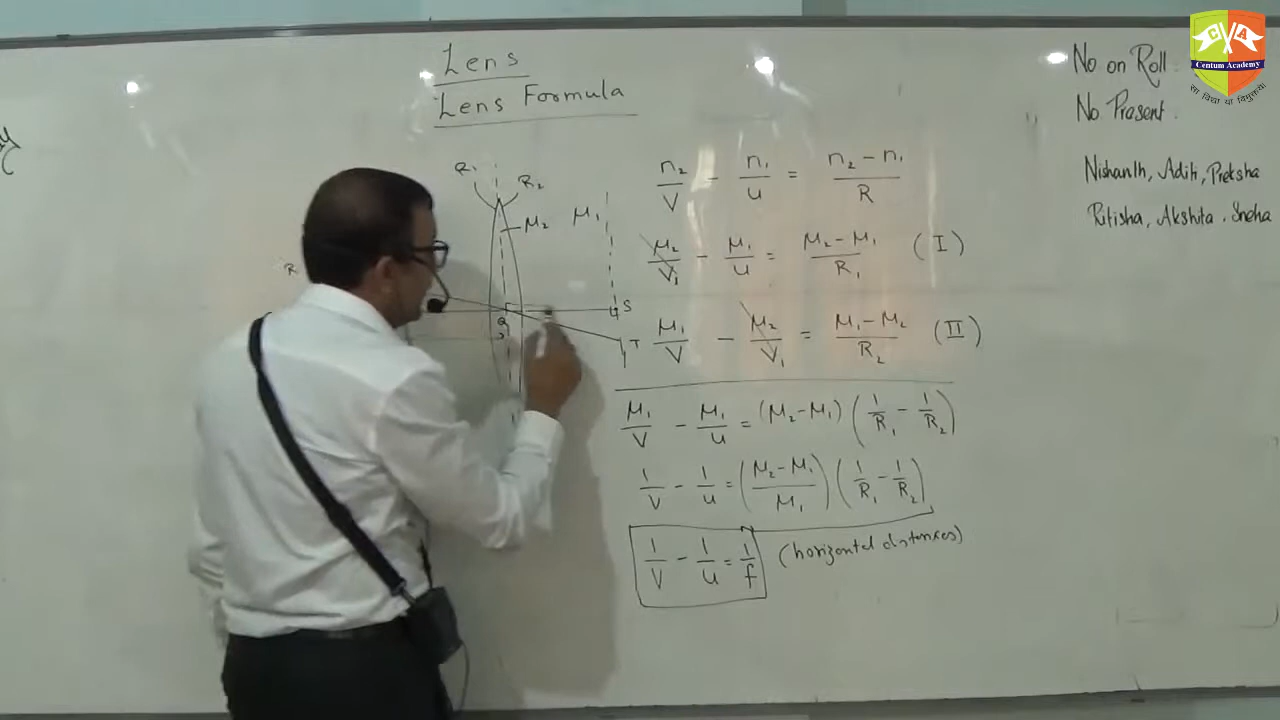 Lens
Lens Formula
R₁
R₂
μ₂
μ₁
R
Q
S
T
n₂/V - n₁/u = n₂-n₁/R
μ₂/V₁ - μ₁/u = μ₂-μ₁/R₁ (I)
μ₁/V - μ₂/V₁ = μ₁-μ₂/R₂ (II)
μ₁/V - μ₁/u = (μ₂-μ₁)(1/R₁ - 1/R₂)
1/V - 1/u = (μ₂-μ₁/μ₁)(1/R₁ - 1/R₂)
1/V - 1/u = 1/f (horizontal distances)
No on Roll :
No Present :
Nishanth, Aditi, Preksha
Ritisha, Akshita, Sneha
C A
Centum Academy
सा विद्या या विमुक्तये